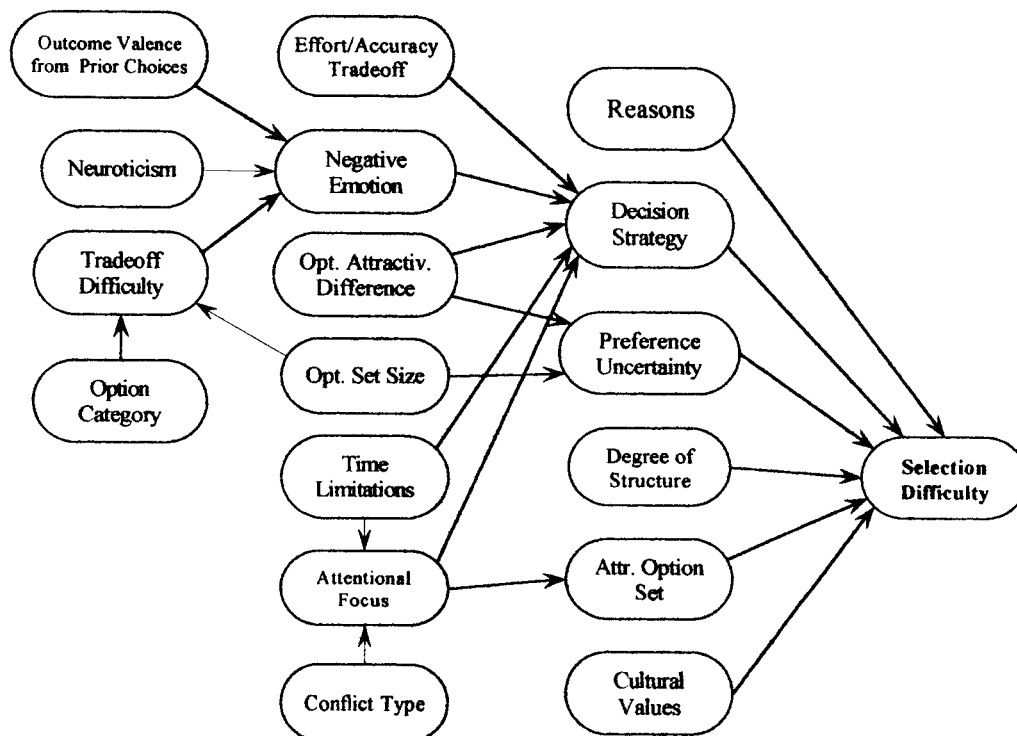 Outcome Valence
from Prior Choices
Effort/Accuracy
Tradeoff
Reasons
Neuroticism
Negative
Emotion
Decision
Strategy
Tradeoff
Difficulty
Opt. Attractiv.
Difference
Preference
Uncertainty
Option
Category
Opt. Set Size
Time
Limitations
Degree of
Structure
Selection
Difficulty
Attentional
Focus
Attr. Option
Set
Conflict Type
Cultural
Values